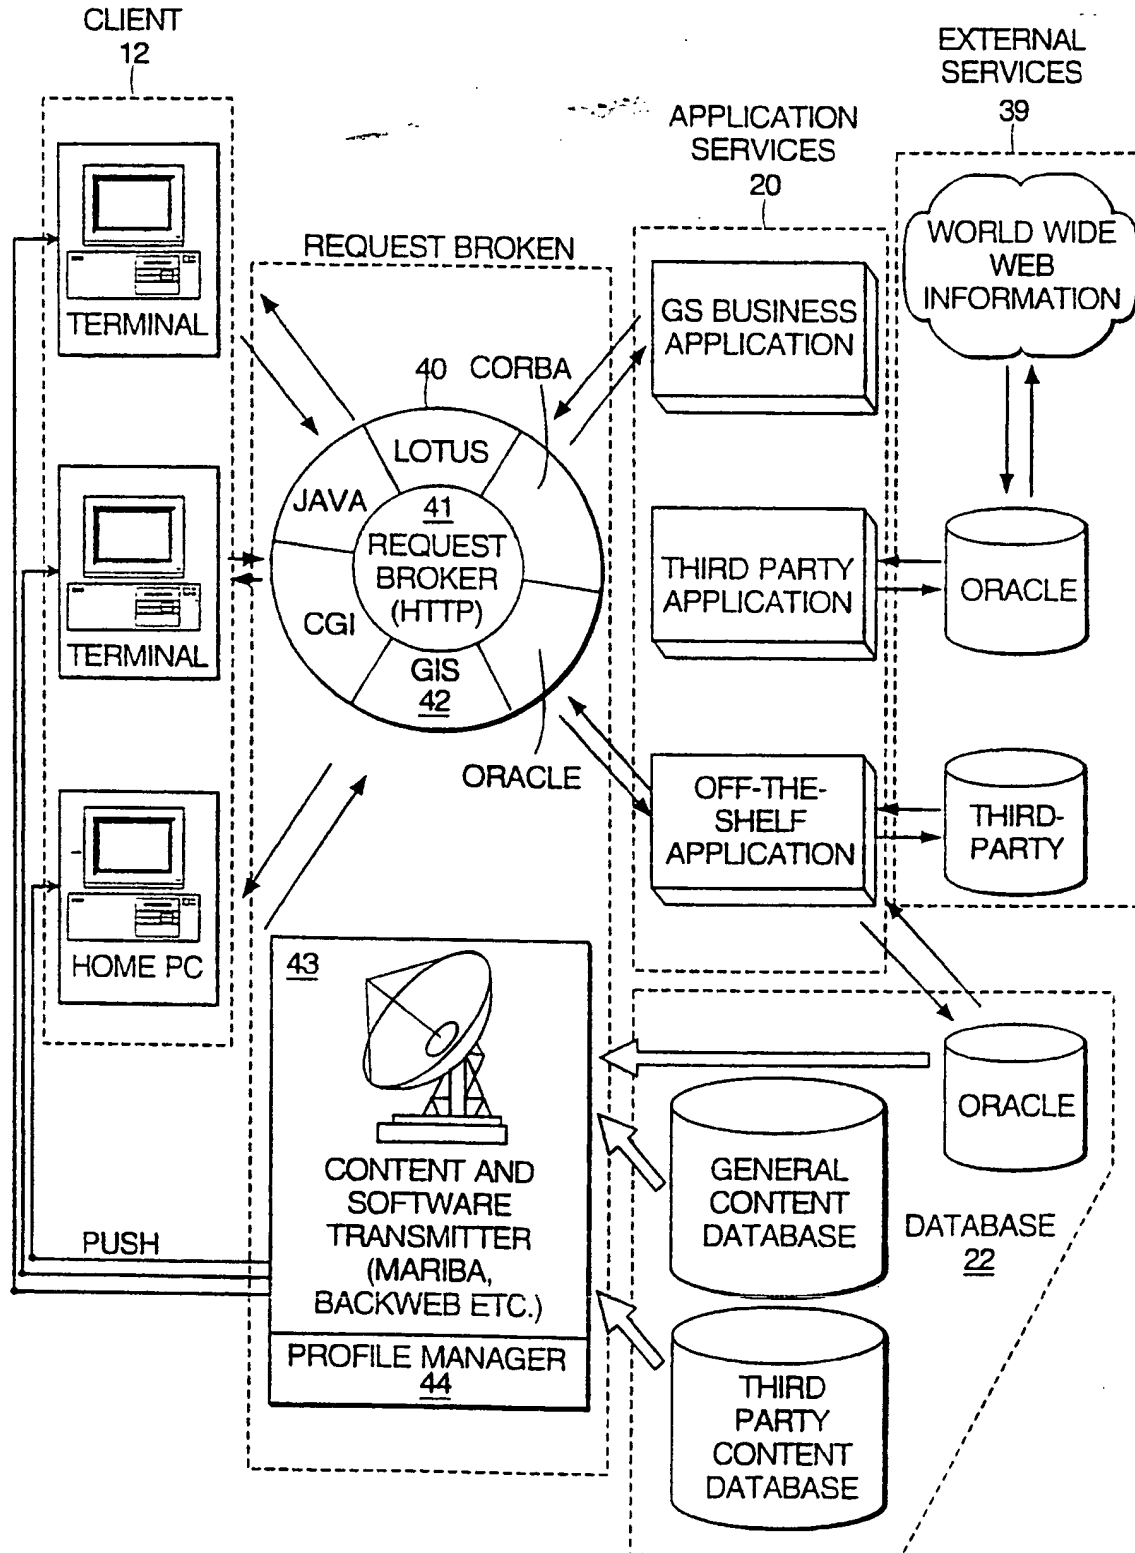 CLIENT
12
TERMINAL
TERMINAL
HOME PC
PUSH
REQUEST BROKEN
40
CORBA
LOTUS
JAVA
41
REQUEST
BROKER
(HTTP)
CGI
GIS
42
ORACLE
43
CONTENT AND
SOFTWARE
TRANSMITTER
(MARIBA,
BACKWEB ETC.)
PROFILE MANAGER
44
APPLICATION
SERVICES
20
GS BUSINESS
APPLICATION
THIRD PARTY
APPLICATION
OFF-THE-
SHELF
APPLICATION
EXTERNAL
SERVICES
39
WORLD WIDE
WEB
INFORMATION
ORACLE
THIRD-
PARTY
ORACLE
GENERAL
CONTENT
DATABASE
DATABASE
22
THIRD
PARTY
CONTENT
DATABASE